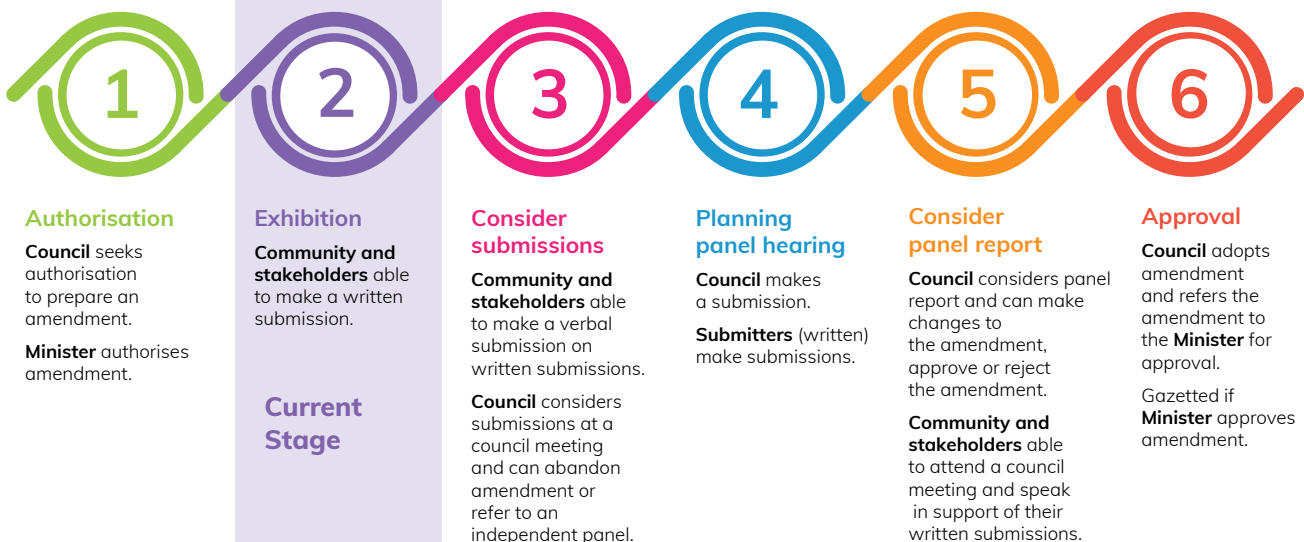 1
2
3
4
5
6
Authorisation
Council seeks
authorisation
to prepare an
amendment.
Minister authorises
amendment.
Exhibition
Community and
stakeholders able
to make a written
submission.
Current
Stage
Consider
submissions
Community and
stakeholders able
to make a verbal
submission on
written submissions.
Council considers
submissions at a
council meeting
and can abandon
amendment or
refer to an
independent panel.
Planning
panel hearing
Council makes
a submission.
Submitters (written)
make submissions.
Consider
panel report
Council considers panel
report and can make
changes to
the amendment,
approve or reject
the amendment.
Community and
stakeholders able
to attend a council
meeting and speak
in support of their
written submissions.
Approval
Council adopts
amendment
and refers the
amendment to
the Minister for
approval.
Gazetted if
Minister approves
amendment.